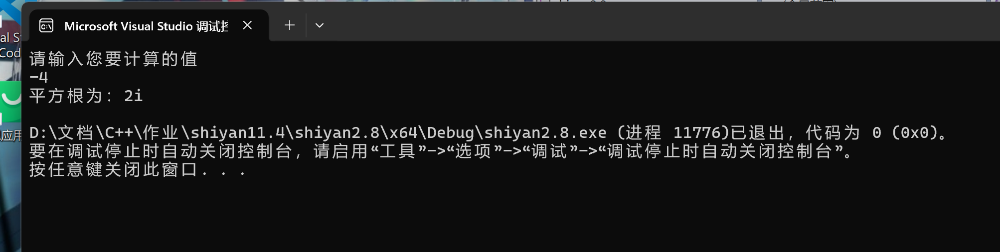 Microsoft Visual Studio 调试控
al S
Cod
请输入您要计算的值
-4
平方根为：2i
应用
D:\文档\C++\作业\shiyan11.4\shiyan2.8\x64\Debug\shiyan2.8.exe (进程 11776)已退出，代码为 0 (0x0)。
要在调试停止时自动关闭控制台，请启用“工具”->“选项”->“调试”->“调试停止时自动关闭控制台”。
按任意键关闭此窗口. . .